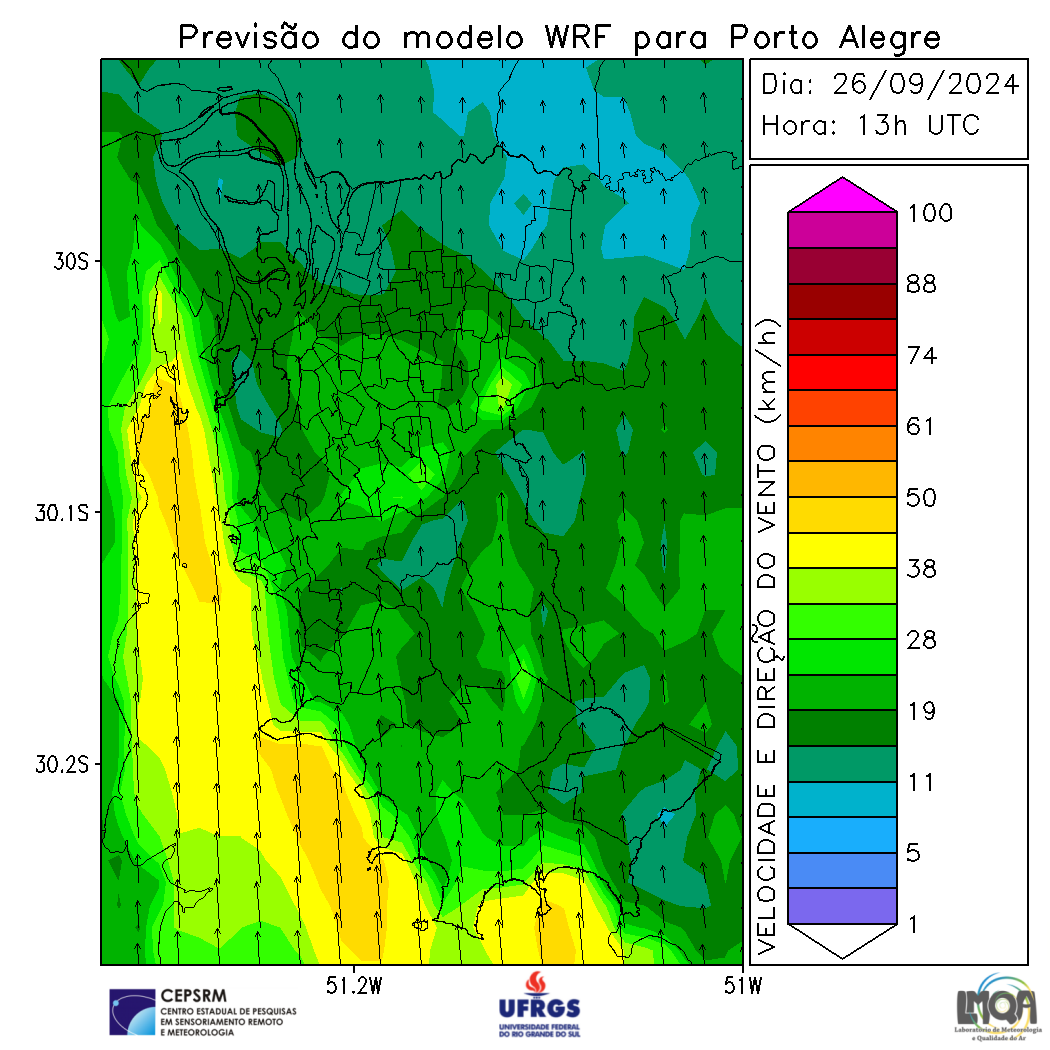 Previsão do modelo WRF para Porto Alegre
Dia: 26/09/2024
Hora: 13h UTC
30S
30.1S
30.2S
51.2W
51W
VELOCIDADE E DIREÇÃO DO VENTO (km/h)
100
88
74
61
50
38
28
19
11
5
1
CEPSRM
CENTRO ESTADUAL DE PESQUISAS
EM SENSORIAMENTO REMOTO
E METEOROLOGIA
UFRGS
UNIVERSIDADE FEDERAL
DO RIO GRANDE DO SUL
LMQA
Laboratório de Meteorologia
e Qualidade do Ar